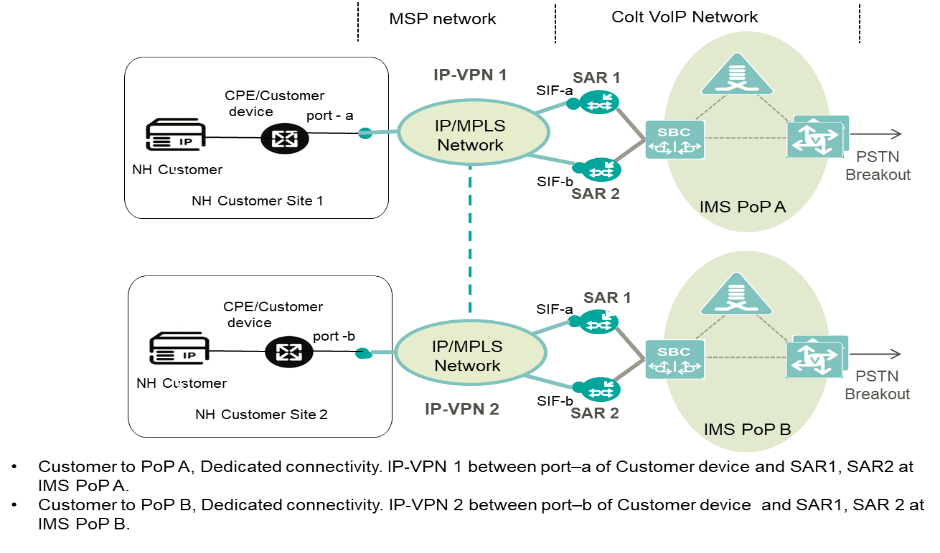 MSP network
Colt VoIP Network
IP-VPN 1
SAR 1
SIF-a
CPE/Customer
device
port - a
IP
NH Customer
NH Customer Site 1
IP/MPLS
Network
SIF-b
SAR 2
SBC
V
IMS PoP A
PSTN
Breakout
CPE/Customer
device
port -b
IP
NH Customer
NH Customer Site 2
IP/MPLS
Network
IP-VPN 2
SIF-a
SAR 1
SIF-b
SAR 2
SBC
V
IMS PoP B
PSTN
Breakout
• Customer to PoP A, Dedicated connectivity. IP-VPN 1 between port–a of Customer device and SAR1, SAR2 at
IMS PoP A.
• Customer to PoP B, Dedicated connectivity. IP-VPN 2 between port–b of Customer device and SAR1, SAR 2 at
IMS PoP B.